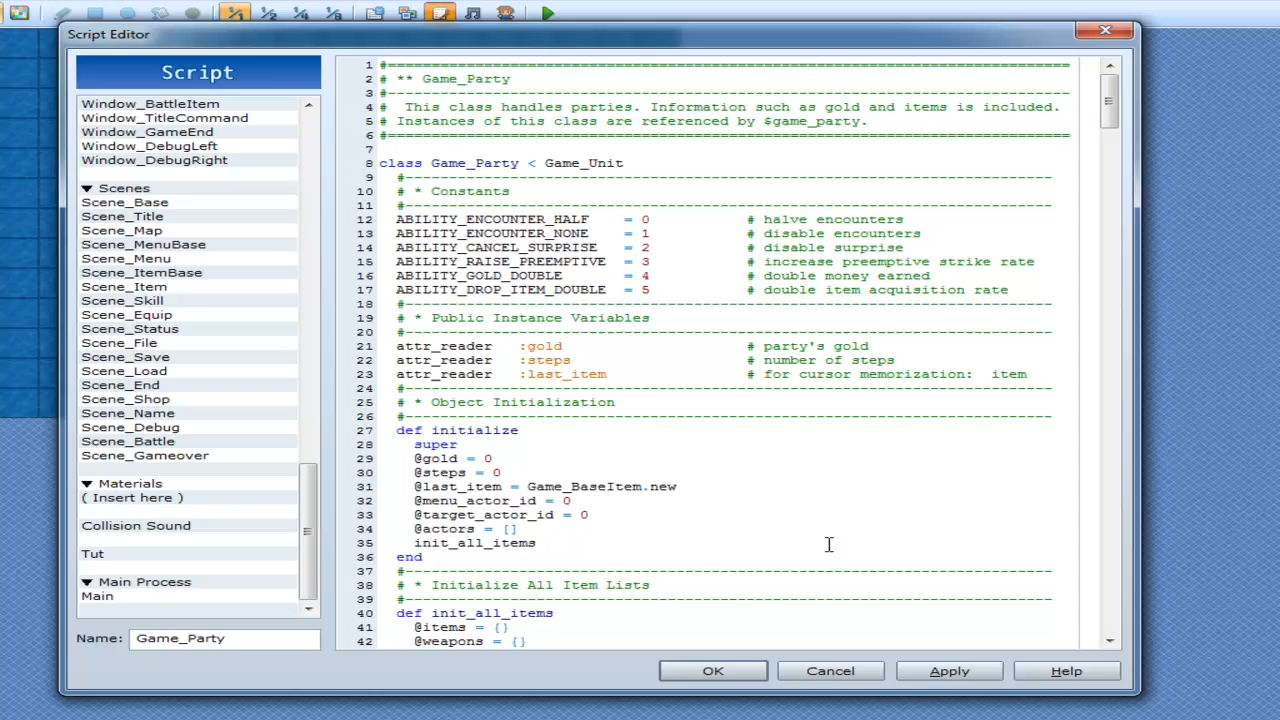 1/1 1/2 1/4 1/8
Script Editor
Script
Window_BattleItem
Window_TitleCommand
Window_GameEnd
Window_DebugLeft
Window_DebugRight
▼ Scenes
Scene_Base
Scene_Title
Scene_Map
Scene_MenuBase
Scene_Menu
Scene_ItemBase
Scene_Item
Scene_Skill
Scene_Equip
Scene_Status
Scene_File
Scene_Save
Scene_Load
Scene_End
Scene_Shop
Scene_Name
Scene_Debug
Scene_Battle
Scene_Gameover
▼ Materials
( Insert here )
Collision Sound
Tut
▼ Main Process
Main
Name: Game_Party
1 #==============================================================================
2 # ** Game_Party
3 #------------------------------------------------------------------------------
4 #  This class handles parties. Information such as gold and items is included.
5 # Instances of this class are referenced by $game_party.
6 #==============================================================================
7
8 class Game_Party < Game_Unit
9   #--------------------------------------------------------------------------
10   # * Constants
11   #--------------------------------------------------------------------------
12   ABILITY_ENCOUNTER_HALF    = 0           # halve encounters
13   ABILITY_ENCOUNTER_NONE    = 1           # disable encounters
14   ABILITY_CANCEL_SURPRISE   = 2           # disable surprise
15   ABILITY_RAISE_PREEMPTIVE  = 3           # increase preemptive strike rate
16   ABILITY_GOLD_DOUBLE       = 4           # double money earned
17   ABILITY_DROP_ITEM_DOUBLE  = 5           # double item acquisition rate
18   #--------------------------------------------------------------------------
19   # * Public Instance Variables
20   #--------------------------------------------------------------------------
21   attr_reader   :gold                     # party's gold
22   attr_reader   :steps                    # number of steps
23   attr_reader   :last_item                # for cursor memorization:  item
24   #--------------------------------------------------------------------------
25   # * Object Initialization
26   #--------------------------------------------------------------------------
27   def initialize
28     super
29     @gold = 0
30     @steps = 0
31     @last_item = Game_BaseItem.new
32     @menu_actor_id = 0
33     @target_actor_id = 0
34     @actors = []
35     init_all_items
36   end
37   #--------------------------------------------------------------------------
38   # * Initialize All Item Lists
39   #--------------------------------------------------------------------------
40   def init_all_items
41     @items = {}
42     @weapons = {}
OK Cancel Apply Help